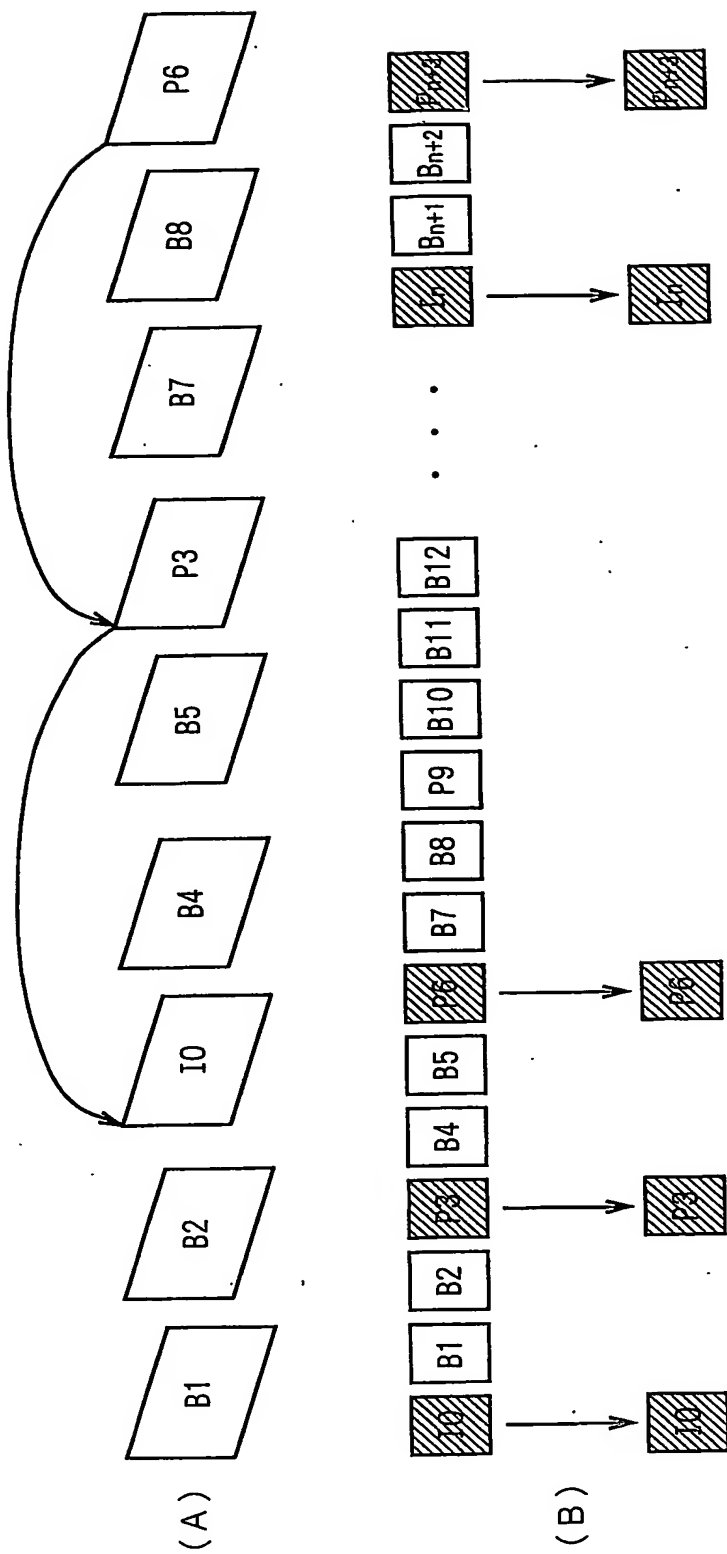 (A)
B1 B2 I0 B4 B5 P3 B7 B8 P6
(B)
I0 B1 B2 P3 B4 B5 P6 B7 B8 P9 B10 B11 B12 • • • In Bn+1 Bn+2 Pn+3
I0 P3 P6 In Pn+3